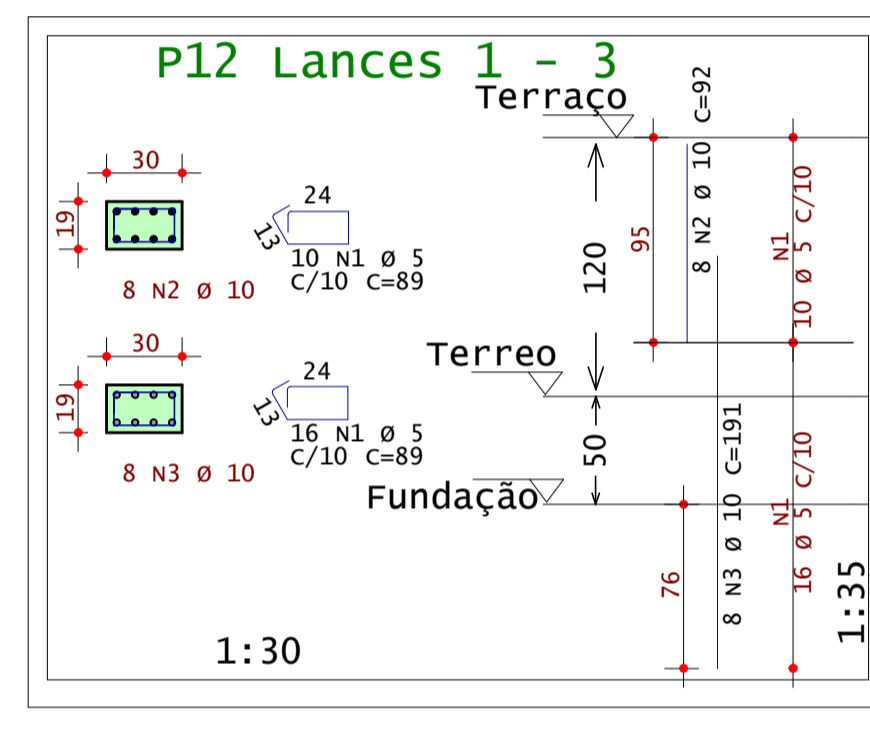 P12 Lances 1 - 3
Terraço
30
19
8 N2 Ø 10
24
13
10 N1 Ø 5
C/10 C=89
120
95
8 N2 Ø 10 C=92
N1
10 Ø 5 C/10
Terreo
30
19
8 N3 Ø 10
24
13
16 N1 Ø 5
C/10 C=89
50
Fundação
76
8 N3 Ø 10 C=191
N1
16 Ø 5 C/10
1:30
1:35